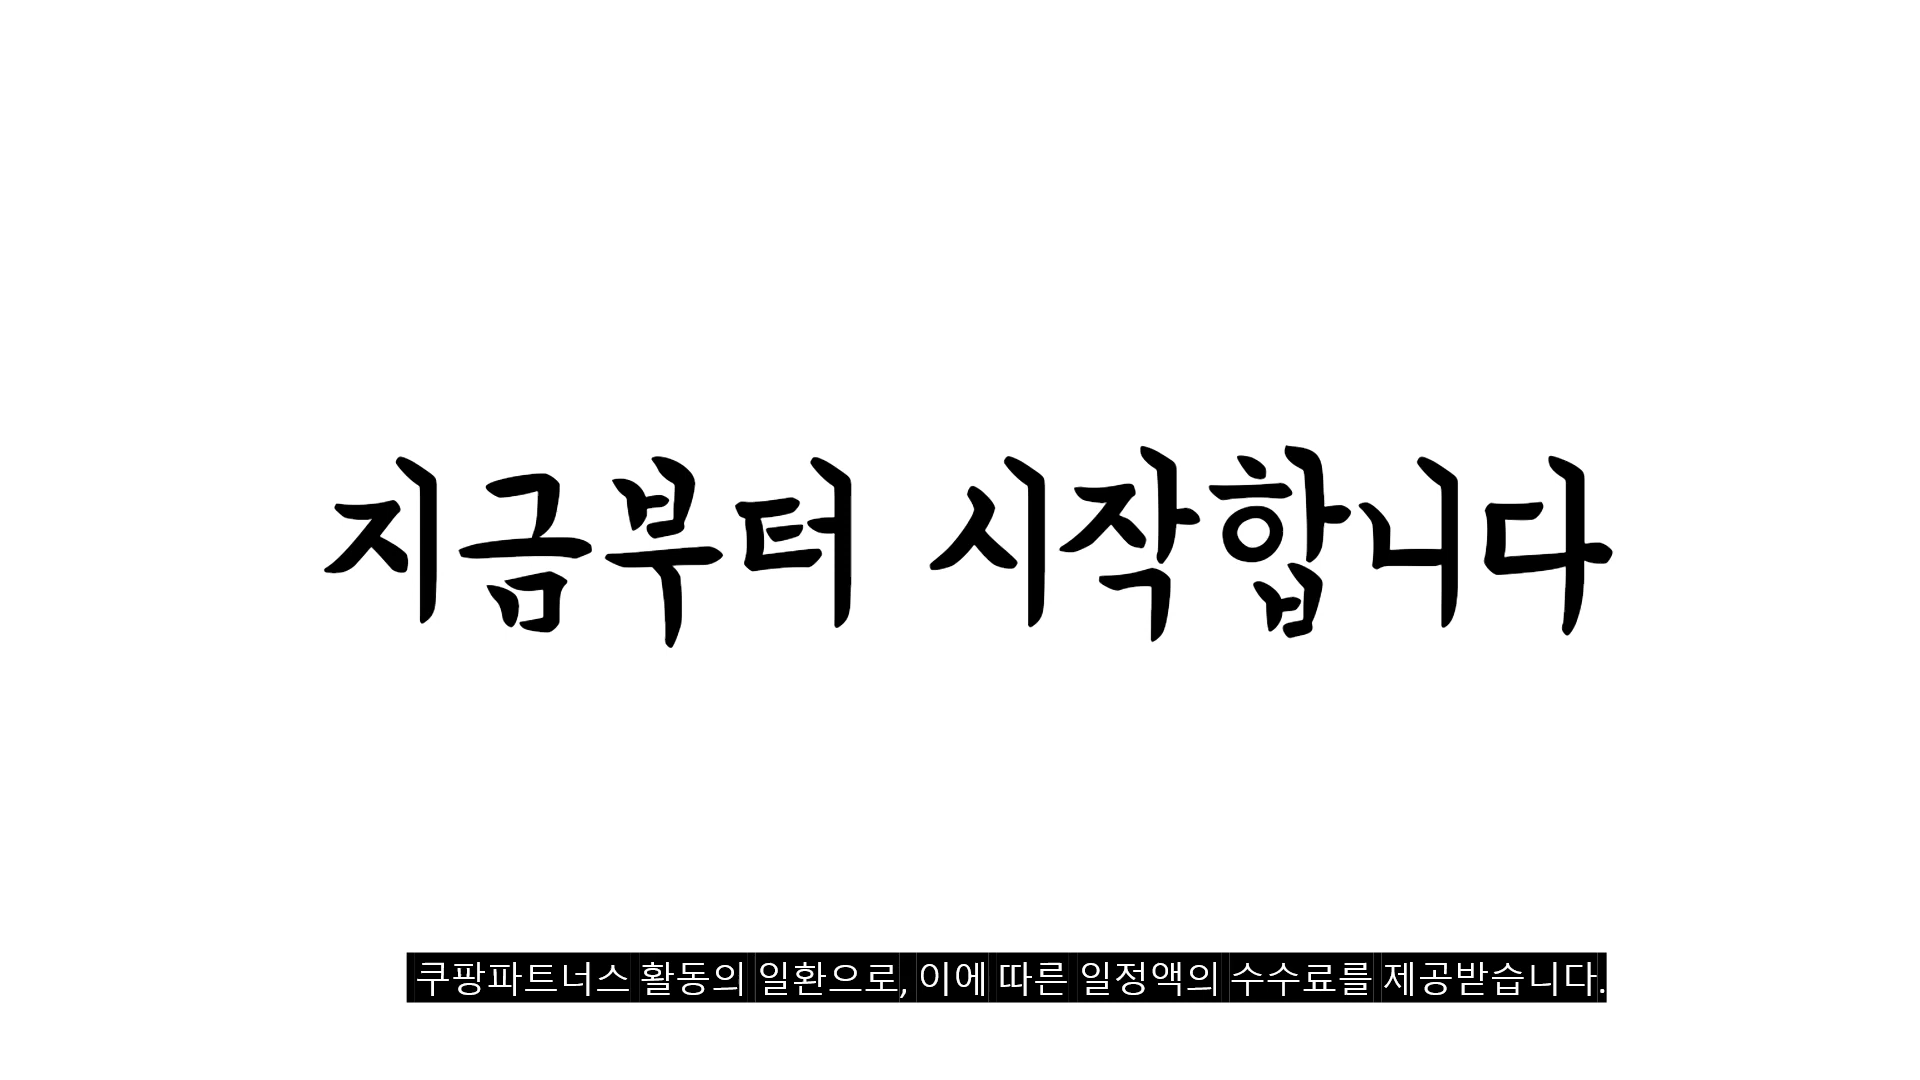 지금부터 시작합니다
쿠팡파트너스 활동의 일환으로, 이에 따른 일정액의 수수료를 제공받습니다.